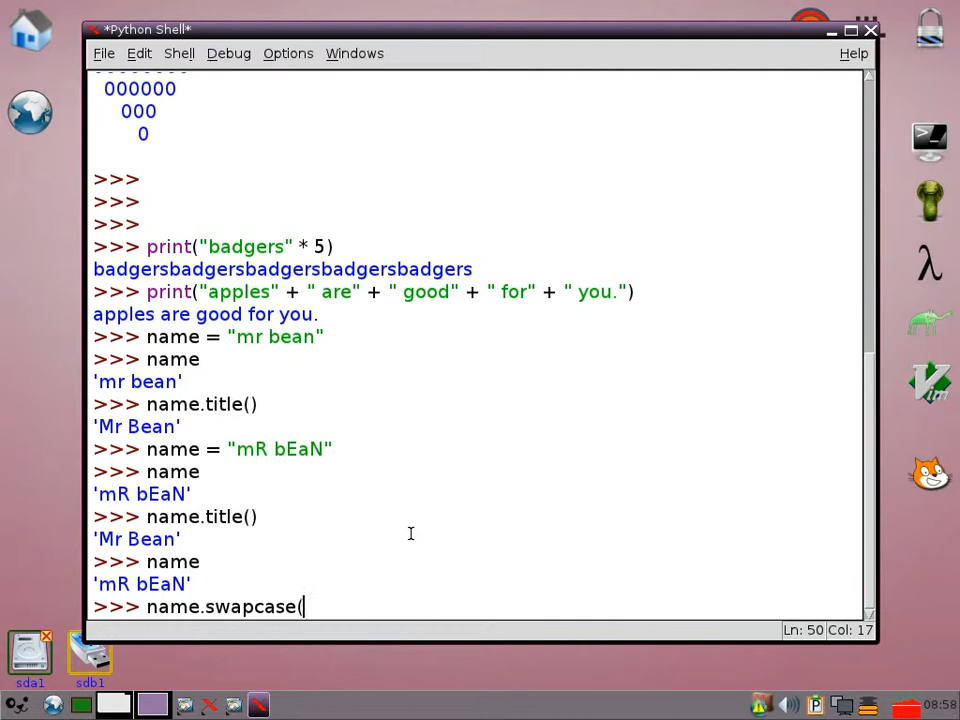 *Python Shell*
File Edit Shell Debug Options Windows Help
000000
000
0
>>>
>>>
>>>
>>> print("badgers" * 5)
badgersbadgersbadgersbadgersbadgers
>>> print("apples" + " are" + " good" + " for" + " you.")
apples are good for you.
>>> name = "mr bean"
>>> name
'mr bean'
>>> name.title()
'Mr Bean'
>>> name = "mR bEaN"
>>> name
'mR bEaN'
>>> name.title()
'Mr Bean'
>>> name
'mR bEaN'
>>> name.swapcase(
Ln: 50 Col: 17
sda1 sdb1
Vim
08:58